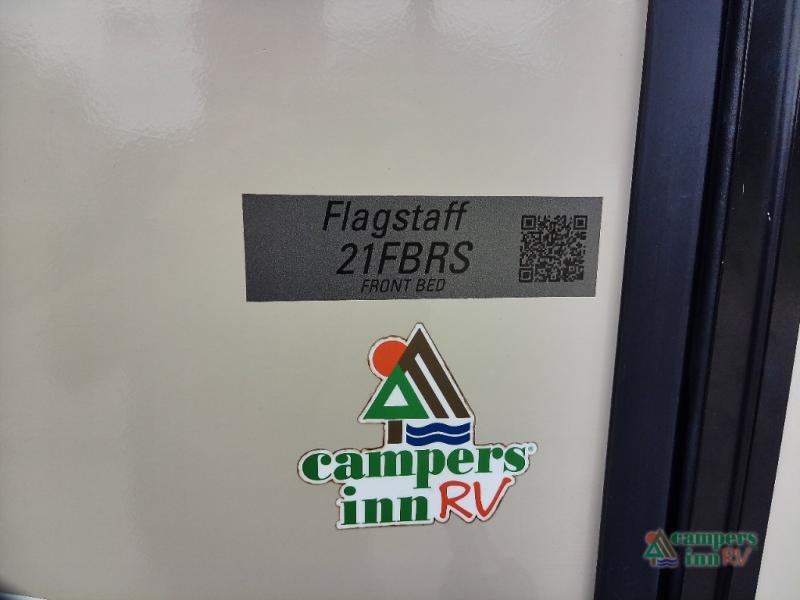 Flagstaff
21FBRS
FRONT BED
campers
inn RV
campers
inn RV